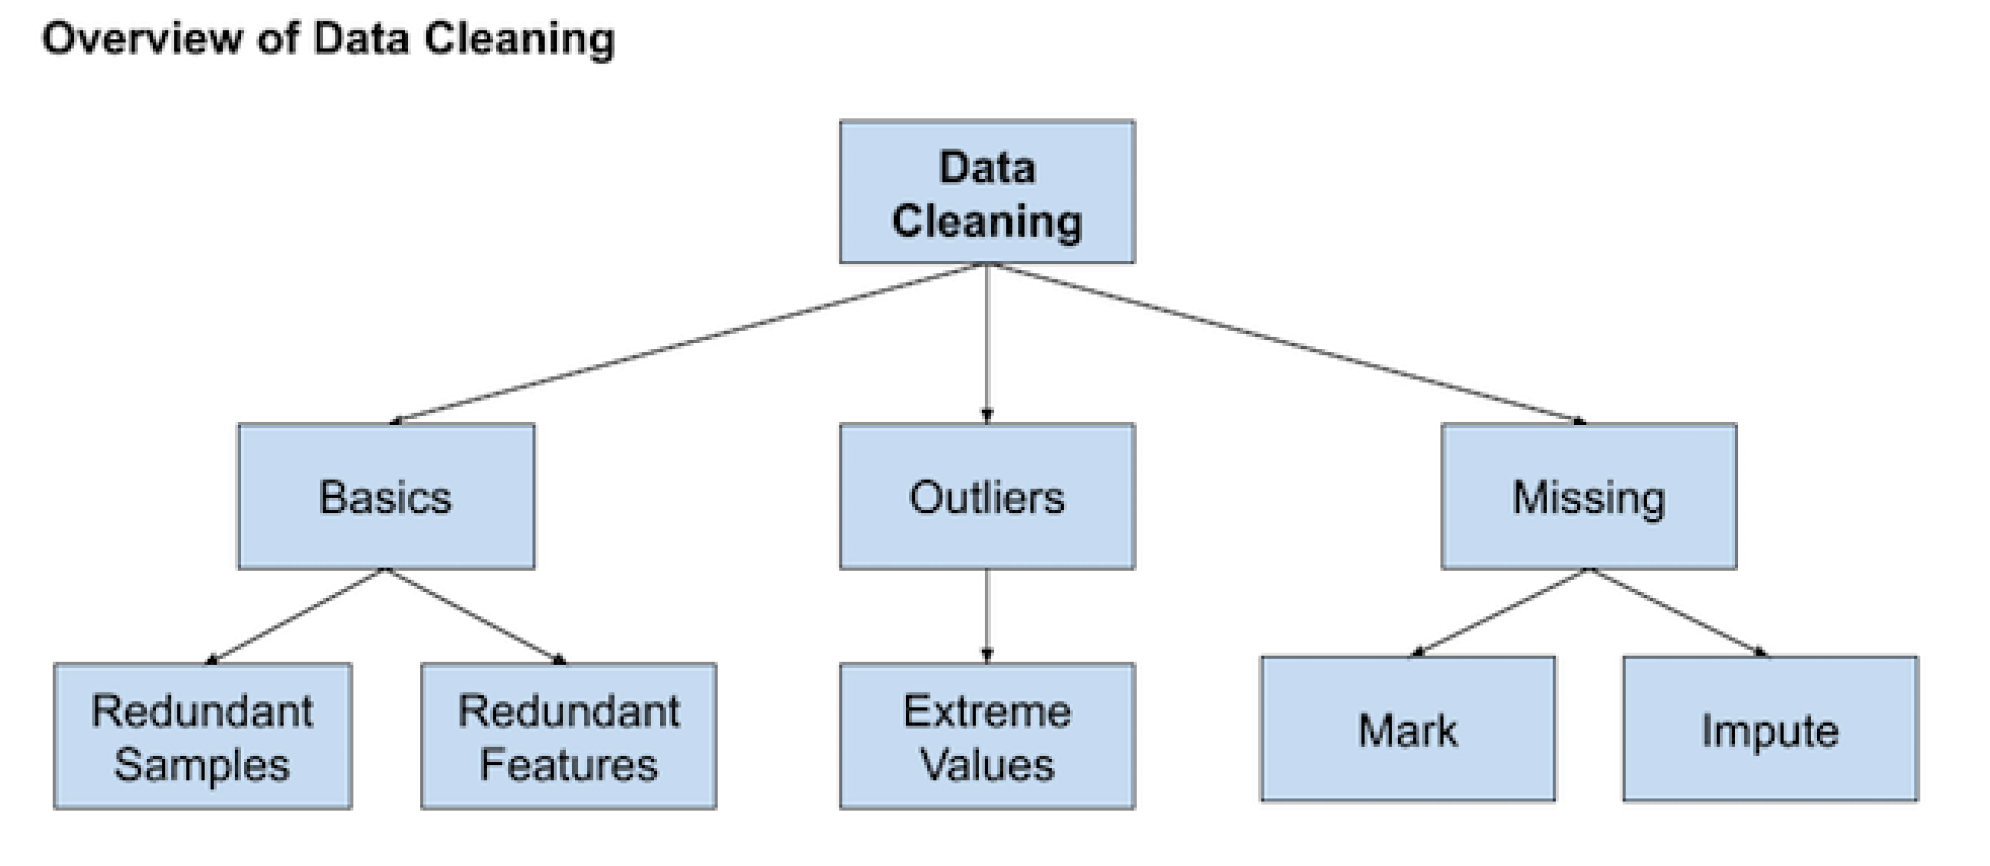 Overview of Data Cleaning
Data
Cleaning
Basics
Outliers
Missing
Redundant
Samples
Redundant
Features
Extreme
Values
Mark
Impute